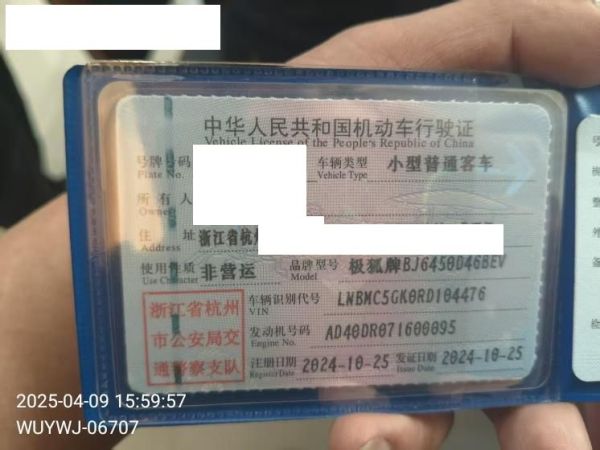 中华人民共和国机动车行驶证
Vehicle License of the People's Republic of China
号牌号码
Plate No.
车辆类型 小型普通客车
Vehicle Type
所有人
Owner
住址 浙江省杭
Address
使用性质 非营运 品牌型号 极狐牌BJ6450D46BEV
Use Character Model
浙江省杭州
市公安局交
通警察支队
车辆识别代号 LNBMC5GK0RD104476
VIN
发动机号码 AD40DR071600095
Engine No.
注册日期 2024-10-25 发证日期 2024-10-25
Register Date Issue Date
2025-04-09 15:59:57
WUYWJ-06707